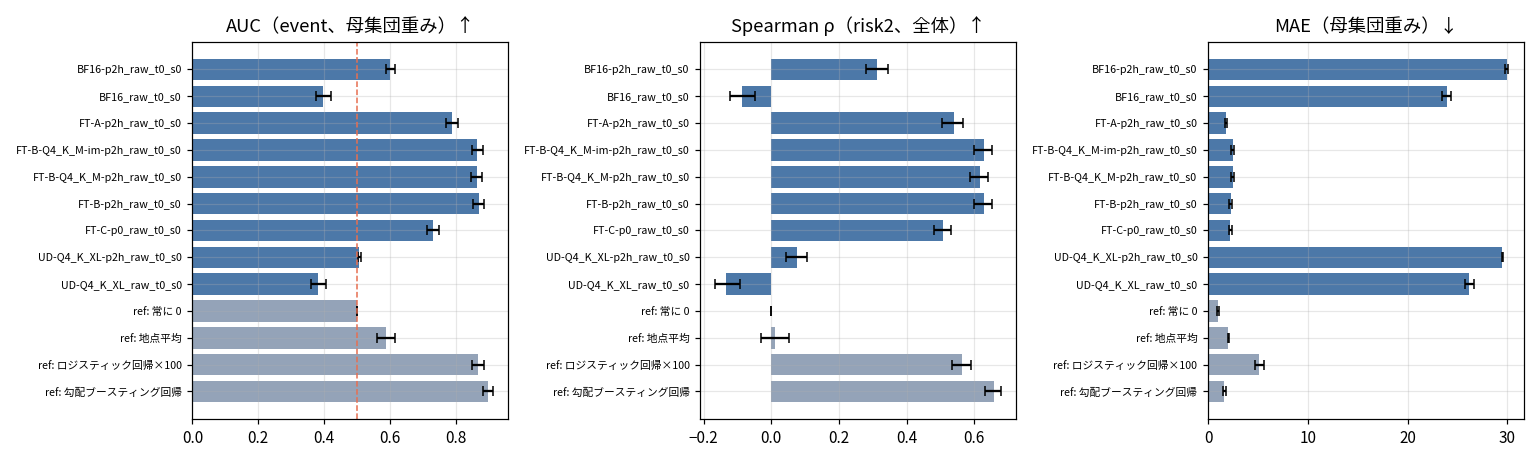 AUC（event、母集団重み）↑
BF16-p2h_raw_t0_s0
BF16_raw_t0_s0
FT-A-p2h_raw_t0_s0
FT-B-Q4_K_M-im-p2h_raw_t0_s0
FT-B-Q4_K_M-p2h_raw_t0_s0
FT-B-p2h_raw_t0_s0
FT-C-p0_raw_t0_s0
UD-Q4_K_XL-p2h_raw_t0_s0
UD-Q4_K_XL_raw_t0_s0
ref: 常に 0
ref: 地点平均
ref: ロジスティック回帰×100
ref: 勾配ブースティング回帰
0.0 0.2 0.4 0.6 0.8
Spearman ρ（risk2、全体）↑
BF16-p2h_raw_t0_s0
BF16_raw_t0_s0
FT-A-p2h_raw_t0_s0
FT-B-Q4_K_M-im-p2h_raw_t0_s0
FT-B-Q4_K_M-p2h_raw_t0_s0
FT-B-p2h_raw_t0_s0
FT-C-p0_raw_t0_s0
UD-Q4_K_XL-p2h_raw_t0_s0
UD-Q4_K_XL_raw_t0_s0
ref: 常に 0
ref: 地点平均
ref: ロジスティック回帰×100
ref: 勾配ブースティング回帰
−0.2 0.0 0.2 0.4 0.6
MAE（母集団重み）↓
BF16-p2h_raw_t0_s0
BF16_raw_t0_s0
FT-A-p2h_raw_t0_s0
FT-B-Q4_K_M-im-p2h_raw_t0_s0
FT-B-Q4_K_M-p2h_raw_t0_s0
FT-B-p2h_raw_t0_s0
FT-C-p0_raw_t0_s0
UD-Q4_K_XL-p2h_raw_t0_s0
UD-Q4_K_XL_raw_t0_s0
ref: 常に 0
ref: 地点平均
ref: ロジスティック回帰×100
ref: 勾配ブースティング回帰
0 10 20 30